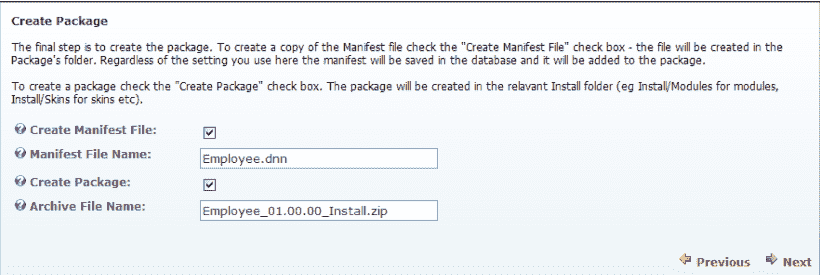 Create Package
The final step is to create the package. To create a copy of the Manifest file check the "Create Manifest File" check box - the file will be created in the
Package's folder. Regardless of the setting you use here the manifest will be saved in the database and it will be added to the package.
To create a package check the "Create Package" check box. The package will be created in the relavant Install folder (eg Install/Modules for modules,
Install/Skins for skins etc).
Create Manifest File:
Manifest File Name: Employee.dnn
Create Package:
Archive File Name: Employee_01.00.00_Install.zip
Previous Next